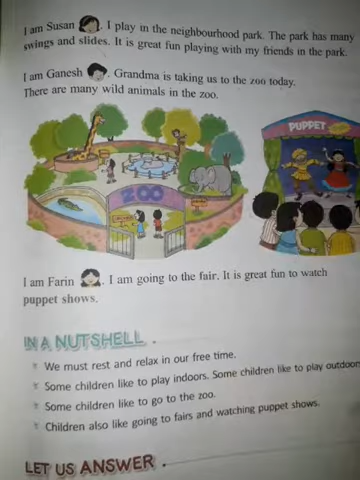 I am Susan . I play in the neighbourhood park. The park has many
swings and slides. It is great fun playing with my friends in the park.
I am Ganesh . Grandma is taking us to the zoo today.
There are many wild animals in the zoo.
PUPPET
ZOO
I am Farin . I am going to the fair. It is great fun to watch
puppet shows.
IN A NUTSHELL
We must rest and relax in our free time.
Some children like to play indoors. Some children like to play outdoors
Some children like to go to the zoo.
Children also like going to fairs and watching puppet shows.
LET US ANSWER